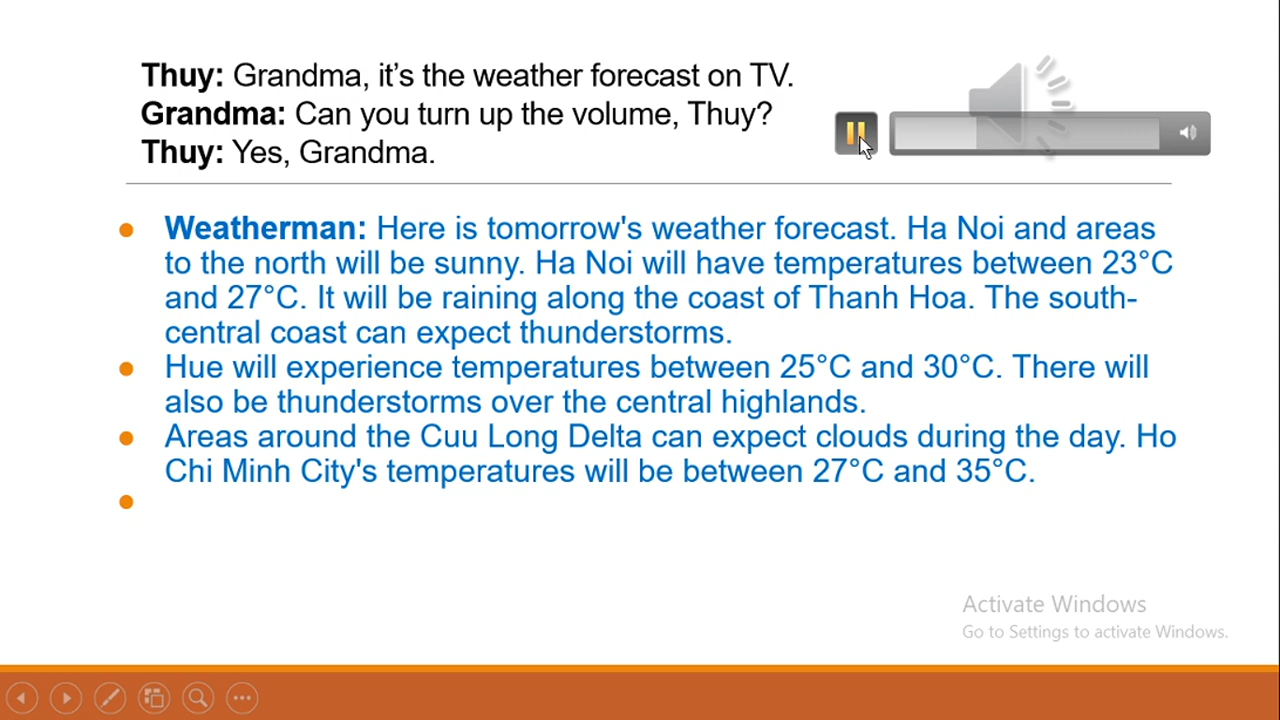 Thuy: Grandma, it’s the weather forecast on TV.
Grandma: Can you turn up the volume, Thuy?
Thuy: Yes, Grandma.
Weatherman: Here is tomorrow's weather forecast. Ha Noi and areas
to the north will be sunny. Ha Noi will have temperatures between 23°C
and 27°C. It will be raining along the coast of Thanh Hoa. The south-
central coast can expect thunderstorms.
Hue will experience temperatures between 25°C and 30°C. There will
also be thunderstorms over the central highlands.
Areas around the Cuu Long Delta can expect clouds during the day. Ho
Chi Minh City's temperatures will be between 27°C and 35°C.
Activate Windows
Go to Settings to activate Windows.